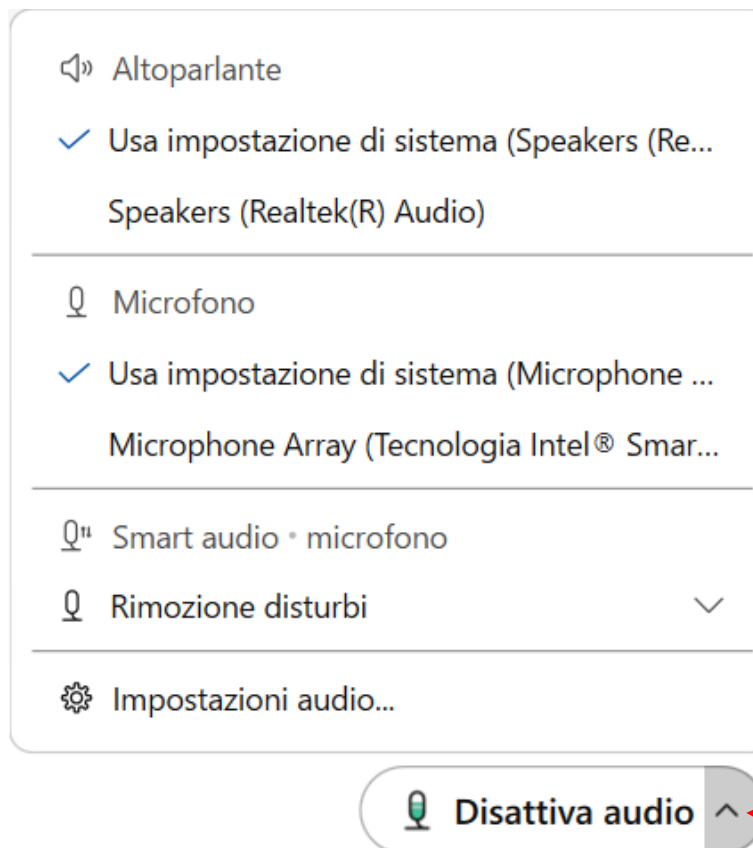 Altoparlante
Usa impostazione di sistema (Speakers (Re...
Speakers (Realtek(R) Audio)
Microfono
Usa impostazione di sistema (Microphone ...
Microphone Array (Tecnologia Intel® Smar...
Smart audio • microfono
Rimozione disturbi
Impostazioni audio...
Disattiva audio